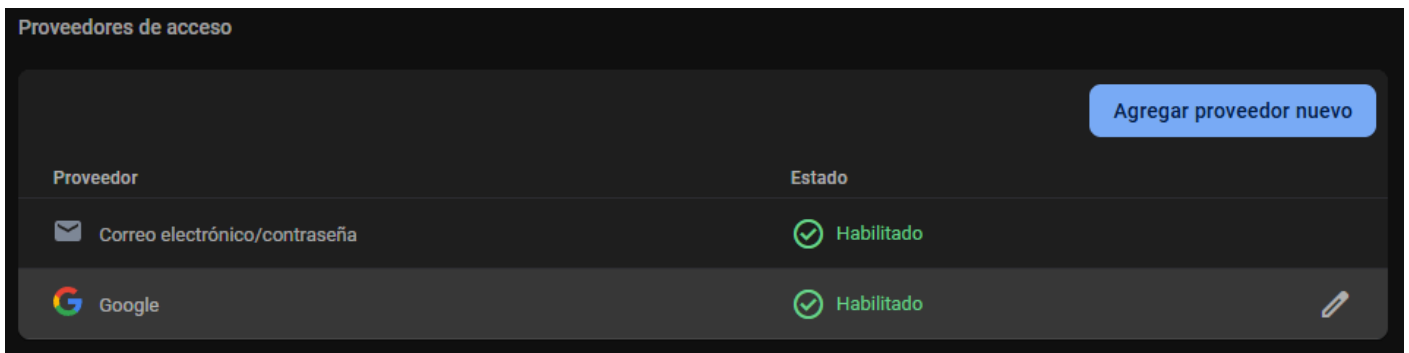 Proveedores de acceso
Agregar proveedor nuevo
Proveedor Estado
Correo electrónico/contraseña Habilitado
Google Habilitado